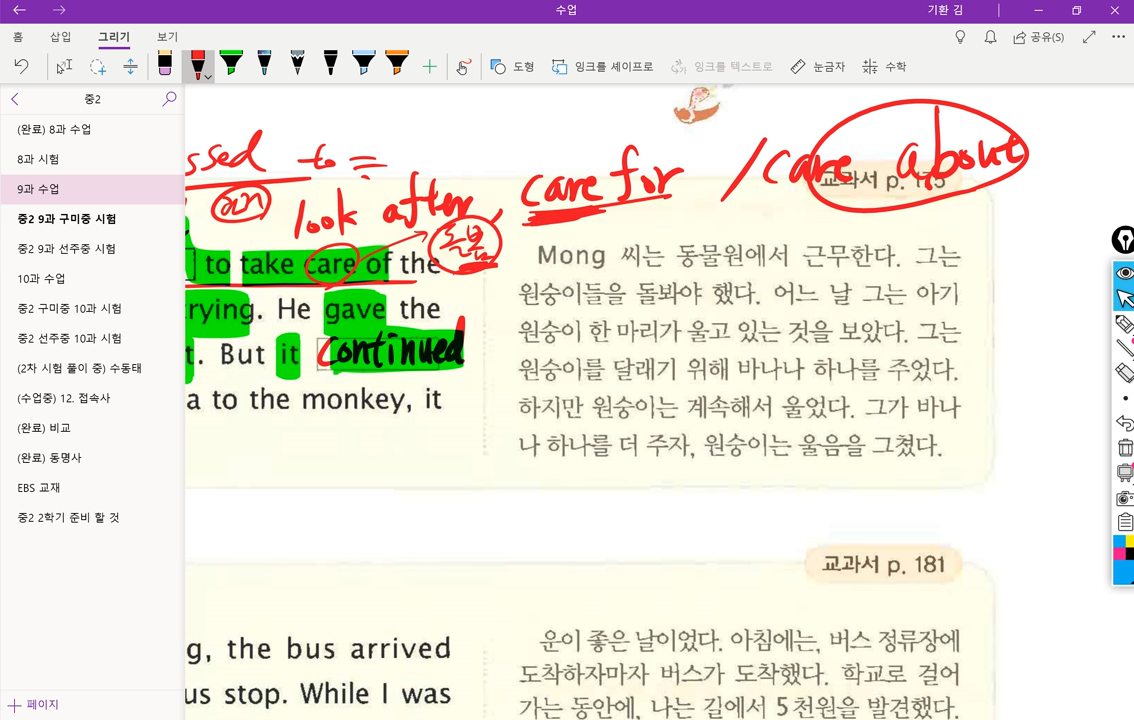 수업
기환 김
홈 삽입 그리기 보기
공유(S)
도형 잉크를 셰이프로 잉크를 텍스트로 눈금자 수학
중2
(완료) 8과 수업
8과 시험
9과 수업
중2 9과 구미중 시험
중2 9과 선주중 시험
10과 수업
중2 구미중 10과 시험
중2 선주중 10과 시험
(2차 시험 풀이 중) 수동태
(수업중) 12. 접속사
(완료) 비교
(완료) 동명사
EBS 교재
중2 2학기 준비 할 것
페이지
ssed to =
look after, care for / care about
돌봄
교과서 p. 175
to take care of the
rying. He gave the
t. But it continued
a to the monkey, it
Mong 씨는 동물원에서 근무한다. 그는
원숭이들을 돌봐야 했다. 어느 날 그는 아기
원숭이 한 마리가 울고 있는 것을 보았다. 그는
원숭이를 달래기 위해 바나나 하나를 주었다.
하지만 원숭이는 계속해서 울었다. 그가 바나
나 하나를 더 주자, 원숭이는 울음을 그쳤다.
교과서 p. 181
g, the bus arrived
us stop. While I was
운이 좋은 날이었다. 아침에는, 버스 정류장에
도착하자마자 버스가 도착했다. 학교로 걸어
가는 동안에, 나는 길에서 5천원을 발견했다.